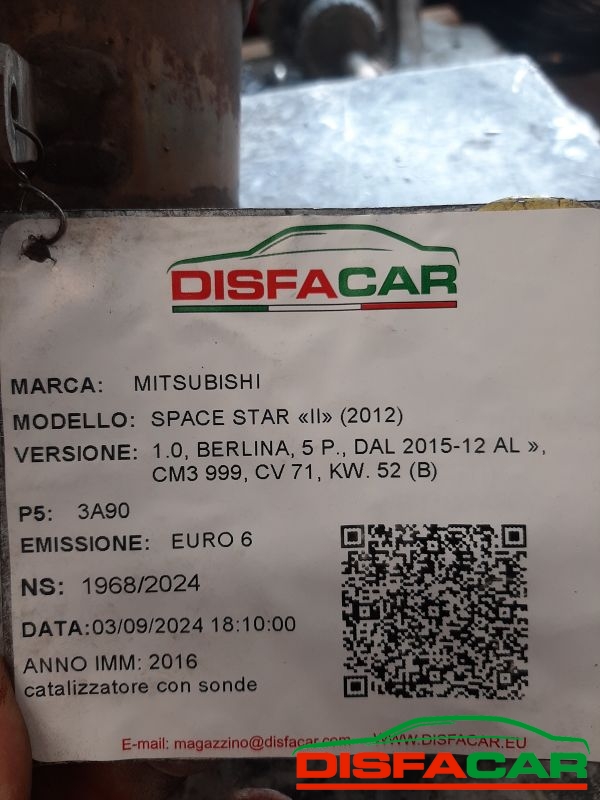 DISFACAR
MARCA: MITSUBISHI
MODELLO: SPACE STAR «II» (2012)
VERSIONE: 1.0, BERLINA, 5 P., DAL 2015-12 AL »,
CM3 999, CV 71, KW. 52 (B)
P5: 3A90
EMISSIONE: EURO 6
NS: 1968/2024
DATA:03/09/2024 18:10:00
ANNO IMM: 2016
catalizzatore con sonde
E-mail: magazzino@disfacar.com - WWW.DISFACAR.EU
DISFACAR